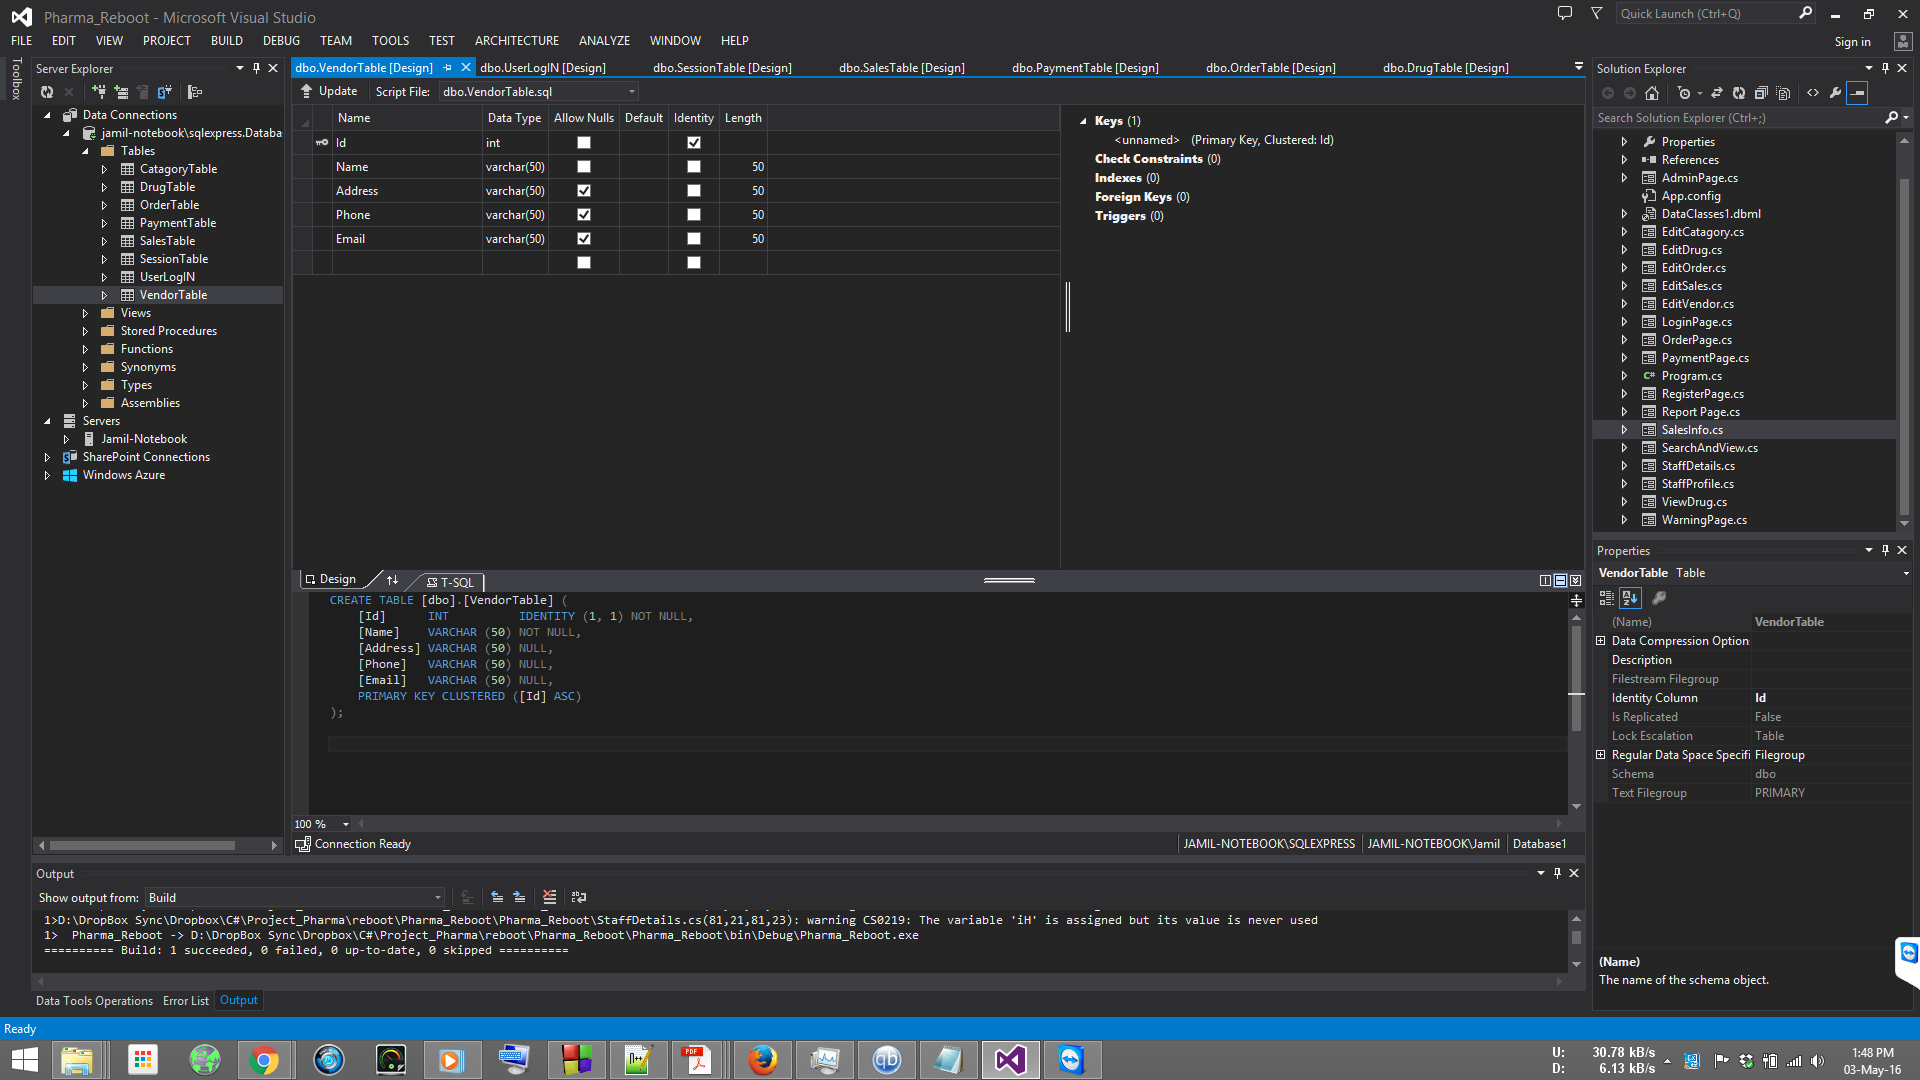 Pharma_Reboot - Microsoft Visual Studio
Quick Launch (Ctrl+Q)
FILE EDIT VIEW PROJECT BUILD DEBUG TEAM TOOLS TEST ARCHITECTURE ANALYZE WINDOW HELP
Sign in
Toolbox
Server Explorer
Data Connections
jamil-notebook\sqlexpress.Databa
Tables
CatagoryTable
DrugTable
OrderTable
PaymentTable
SalesTable
SessionTable
UserLogIN
VendorTable
Views
Stored Procedures
Functions
Synonyms
Types
Assemblies
Servers
Jamil-Notebook
SharePoint Connections
Windows Azure
dbo.VendorTable [Design] dbo.UserLogIN [Design] dbo.SessionTable [Design] dbo.SalesTable [Design] dbo.PaymentTable [Design] dbo.OrderTable [Design] dbo.DrugTable [Design]
Update Script File: dbo.VendorTable.sql
Name Data Type Allow Nulls Default Identity Length
Id int
Name varchar(50) 50
Address varchar(50) 50
Phone varchar(50) 50
Email varchar(50) 50
Keys (1)
<unnamed> (Primary Key, Clustered: Id)
Check Constraints (0)
Indexes (0)
Foreign Keys (0)
Triggers (0)
Design T-SQL
CREATE TABLE [dbo].[VendorTable] (
[Id] INT IDENTITY (1, 1) NOT NULL,
[Name] VARCHAR (50) NOT NULL,
[Address] VARCHAR (50) NULL,
[Phone] VARCHAR (50) NULL,
[Email] VARCHAR (50) NULL,
PRIMARY KEY CLUSTERED ([Id] ASC)
);
100 %
Connection Ready
JAMIL-NOTEBOOK\SQLEXPRESS JAMIL-NOTEBOOK\Jamil Database1
Output
Show output from: Build
1>D:\DropBox Sync\Dropbox\C#\Project_Pharma\reboot\Pharma_Reboot\Pharma_Reboot\StaffDetails.cs(81,21,81,23): warning CS0219: The variable 'iH' is assigned but its value is never used
1> Pharma_Reboot -> D:\DropBox Sync\Dropbox\C#\Project_Pharma\reboot\Pharma_Reboot\Pharma_Reboot\bin\Debug\Pharma_Reboot.exe
========== Build: 1 succeeded, 0 failed, 0 up-to-date, 0 skipped ==========
Data Tools Operations Error List Output
Solution Explorer
Search Solution Explorer (Ctrl+;)
Properties
References
AdminPage.cs
App.config
DataClasses1.dbml
EditCatagory.cs
EditDrug.cs
EditOrder.cs
EditSales.cs
EditVendor.cs
LoginPage.cs
OrderPage.cs
PaymentPage.cs
C# Program.cs
RegisterPage.cs
Report Page.cs
SalesInfo.cs
SearchAndView.cs
StaffDetails.cs
StaffProfile.cs
ViewDrug.cs
WarningPage.cs
Properties
VendorTable Table
(Name) VendorTable
Data Compression Option
Description
Filestream Filegroup
Identity Column Id
Is Replicated False
Lock Escalation Table
Regular Data Space Specifi Filegroup
Schema dbo
Text Filegroup PRIMARY
(Name)
The name of the schema object.
Ready
U: 30.78 kB/s
D: 6.13 kB/s
1:48 PM
03-May-16